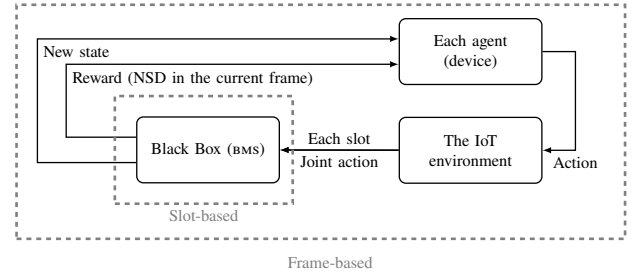 New state
Reward (NSD in the current frame)
Each agent
(device)
Black Box (BMS)
Each slot
Joint action
The IoT
environment
Action
Slot-based
Frame-based